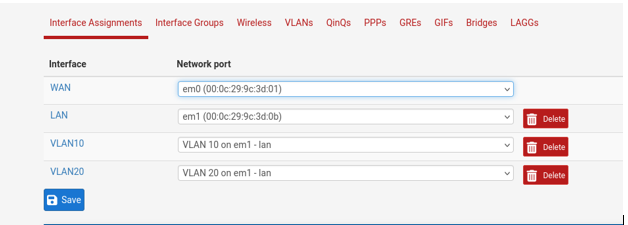 Interface Assignments Interface Groups Wireless VLANs QinQs PPPs GREs GIFs Bridges LAGGs
Interface Network port
WAN em0 (00:0c:29:9c:3d:01)
LAN em1 (00:0c:29:9c:3d:0b) Delete
VLAN10 VLAN 10 on em1 - lan Delete
VLAN20 VLAN 20 on em1 - lan Delete
Save